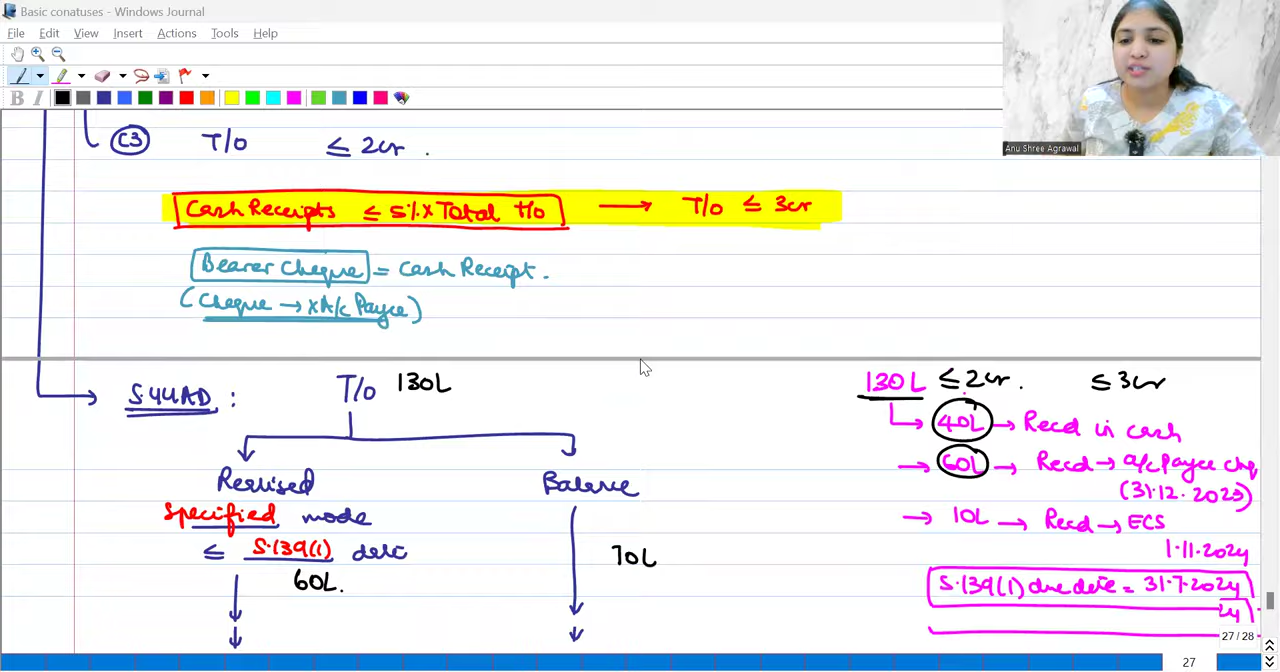 Basic conatuses - Windows Journal
File Edit View Insert Actions Tools Help
B I
Anu Shree Agrawal
C3 T/O ≤ 2cr .
Cash Receipts ≤ 5% x Total T/O → T/O ≤ 3cr
Bearer Cheque = Cash Receipt.
(Cheque → x A/c Payee)
S44AD : T/O 130L
130L ≤ 2cr . ≤ 3cr
40L → Recd in cash
Realised Balance
60L → Recd → a/c Payee chq
(31.12.2023)
Specified mode
10L → Recd → ECS
1.11.2024
≤ S.139(1) date
60L.
70L
S.139(1) due date = 31.7.2024
24
27 / 28
27